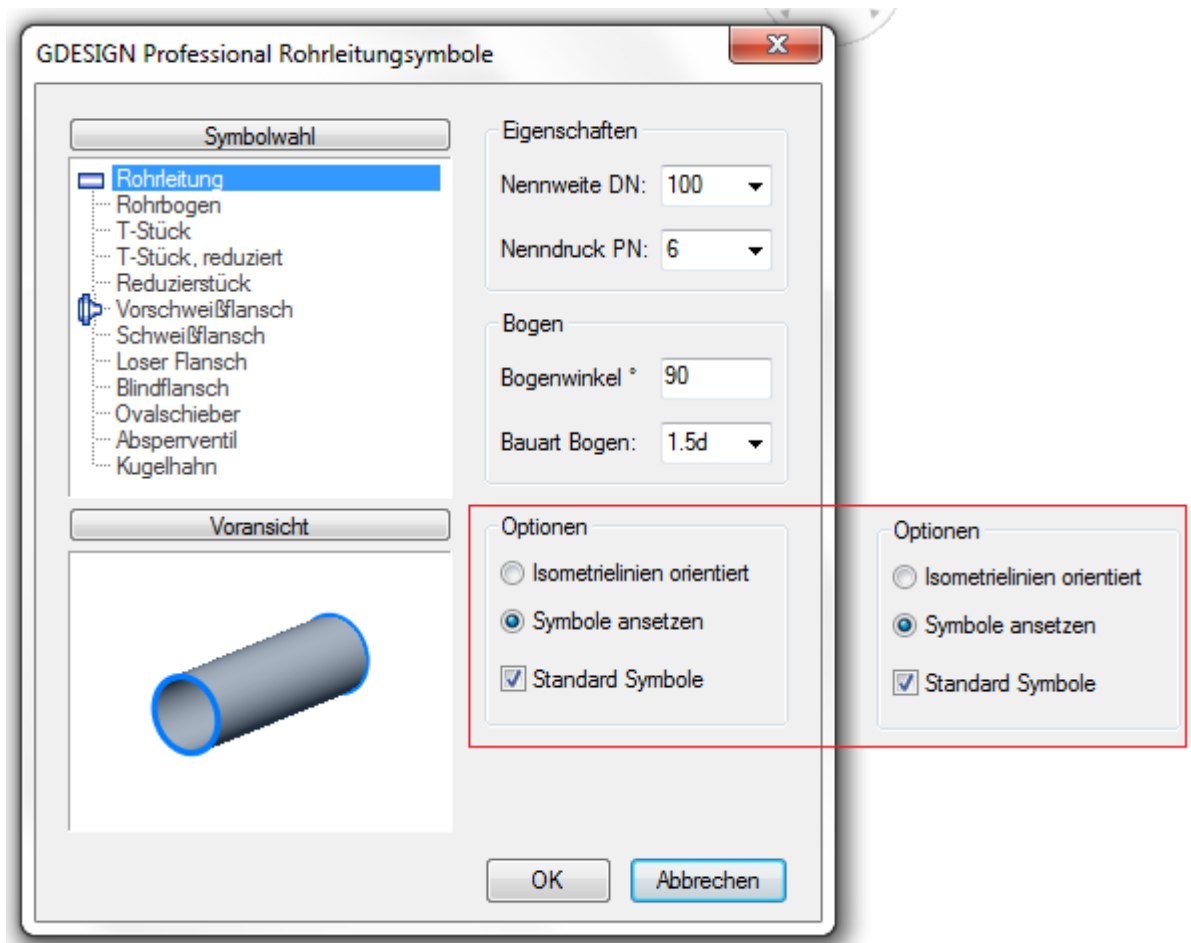 GDESIGN Professional Rohrleitungsymbole
Symbolwahl
Rohrleitung
Rohrbogen
T-Stück
T-Stück, reduziert
Reduzierstück
Vorschweißflansch
Schweißflansch
Loser Flansch
Blindflansch
Ovalschieber
Absperrventil
Kugelhahn
Eigenschaften
Nennweite DN: 100
Nenndruck PN: 6
Bogen
Bogenwinkel ° 90
Bauart Bogen: 1.5d
Voransicht
Optionen
Isometrielinien orientiert
Symbole ansetzen
Standard Symbole
Optionen
Isometrielinien orientiert
Symbole ansetzen
Standard Symbole
OK
Abbrechen